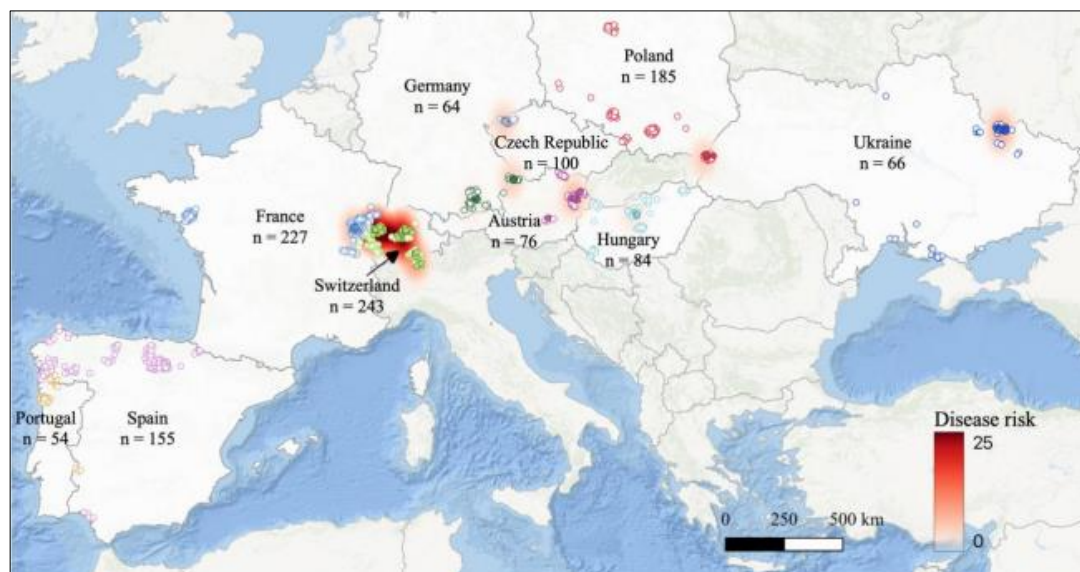 Poland
n = 185
Germany
n = 64
Czech Republic
n = 100
Ukraine
n = 66
France
n = 227
Austria
n = 76
Hungary
n = 84
Switzerland
n = 243
Portugal
n = 54
Spain
n = 155
Disease risk
25
0
0 250 500 km